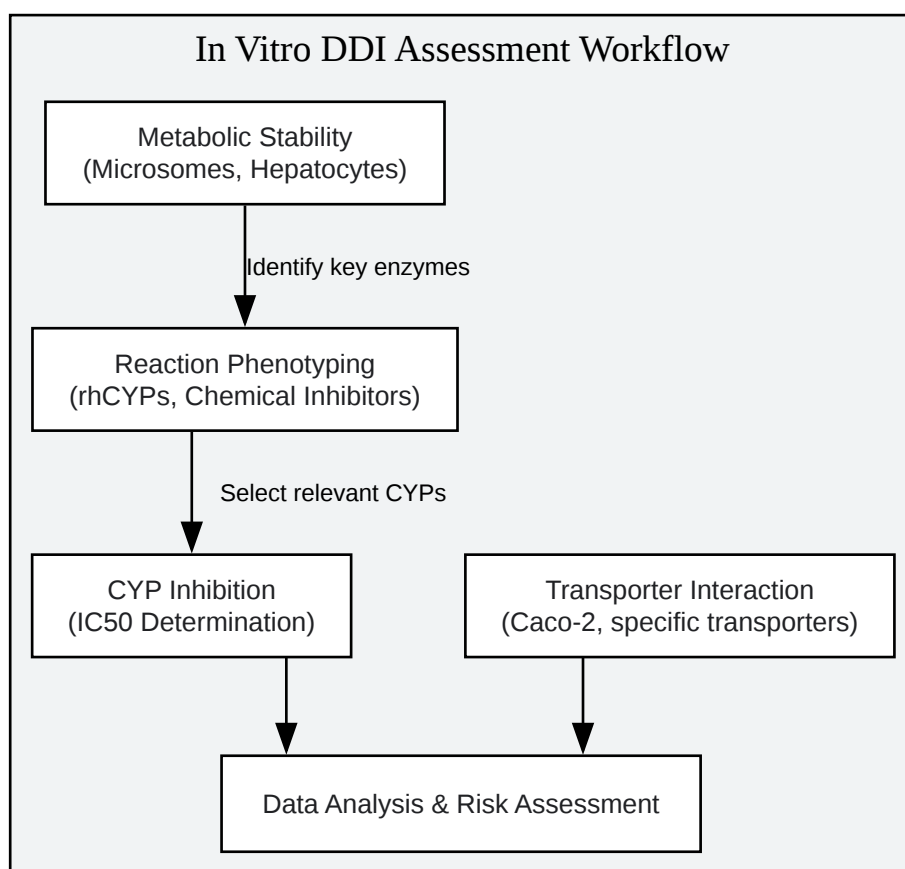 In Vitro DDI Assessment Workflow
Metabolic Stability
(Microsomes, Hepatocytes)
Identify key enzymes
Reaction Phenotyping
(rhCYPs, Chemical Inhibitors)
Select relevant CYPs
CYP Inhibition
(IC50 Determination)
Transporter Interaction
(Caco-2, specific transporters)
Data Analysis & Risk Assessment